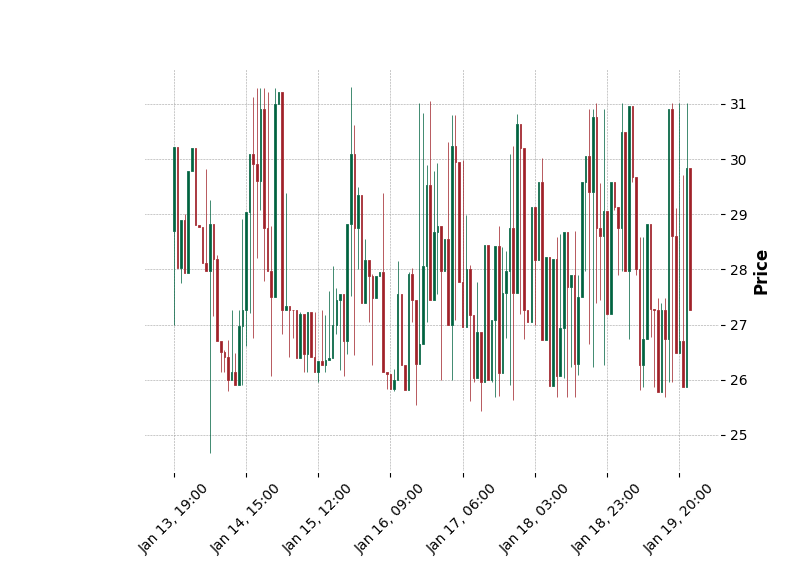 31
30
29
28
27
26
25
Price
Jan 13, 19:00
Jan 14, 15:00
Jan 15, 12:00
Jan 16, 09:00
Jan 17, 06:00
Jan 18, 03:00
Jan 18, 23:00
Jan 19, 20:00